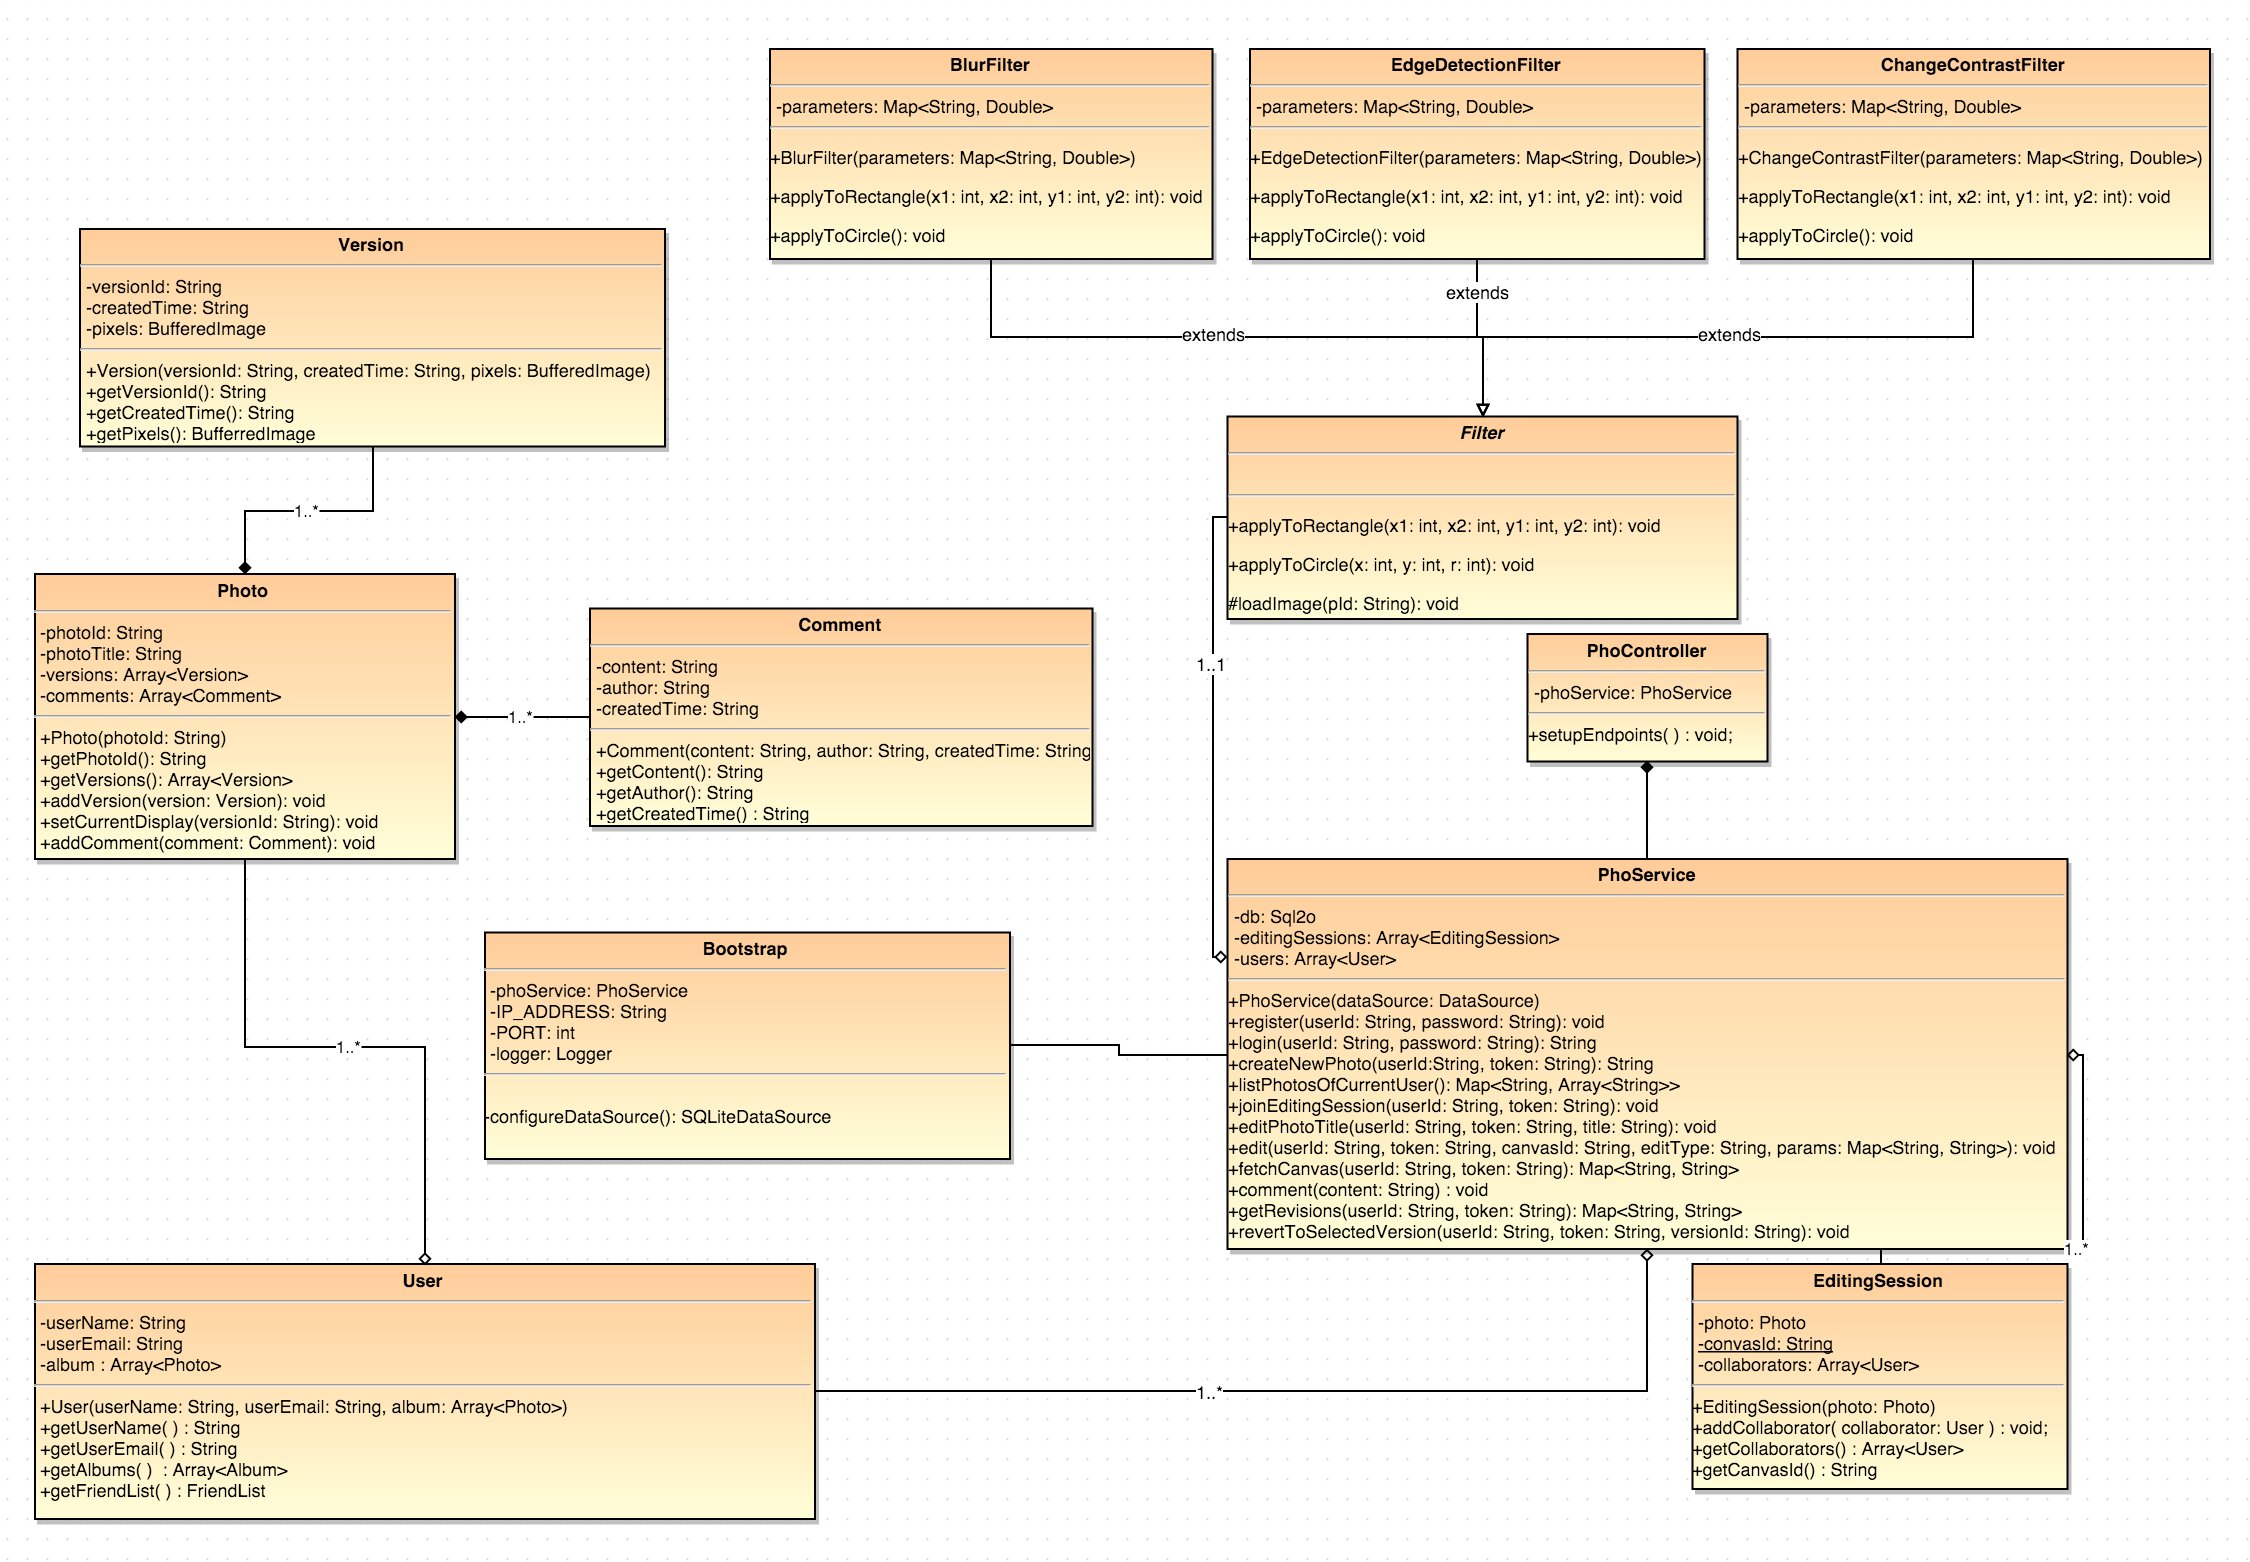 BlurFilter
-parameters: Map<String, Double>
+BlurFilter(parameters: Map<String, Double>)
+applyToRectangle(x1: int, x2: int, y1: int, y2: int): void
+applyToCircle(): void
EdgeDetectionFilter
-parameters: Map<String, Double>
+EdgeDetectionFilter(parameters: Map<String, Double>)
+applyToRectangle(x1: int, x2: int, y1: int, y2: int): void
+applyToCircle(): void
ChangeContrastFilter
-parameters: Map<String, Double>
+ChangeContrastFilter(parameters: Map<String, Double>)
+applyToRectangle(x1: int, x2: int, y1: int, y2: int): void
+applyToCircle(): void
extends
extends
extends
Version
-versionId: String
-createdTime: String
-pixels: BufferedImage
+Version(versionId: String, createdTime: String, pixels: BufferedImage)
+getVersionId(): String
+getCreatedTime(): String
+getPixels(): BufferredImage
1..*
Filter
+applyToRectangle(x1: int, x2: int, y1: int, y2: int): void
+applyToCircle(x: int, y: int, r: int): void
#loadImage(pId: String): void
1..1
Photo
-photoId: String
-photoTitle: String
-versions: Array<Version>
-comments: Array<Comment>
+Photo(photoId: String)
+getPhotoId(): String
+getVersions(): Array<Version>
+addVersion(version: Version): void
+setCurrentDisplay(versionId: String): void
+addComment(comment: Comment): void
1..*
Comment
-content: String
-author: String
-createdTime: String
+Comment(content: String, author: String, createdTime: String
+getContent(): String
+getAuthor(): String
+getCreatedTime() : String
PhoController
-phoService: PhoService
+setupEndpoints( ) : void;
PhoService
-db: Sql2o
-editingSessions: Array<EditingSession>
-users: Array<User>
+PhoService(dataSource: DataSource)
+register(userId: String, password: String): void
+login(userId: String, password: String): String
+createNewPhoto(userId:String, token: String): String
+listPhotosOfCurrentUser(): Map<String, Array<String>>
+joinEditingSession(userId: String, token: String): void
+editPhotoTitle(userId: String, token: String, title: String): void
+edit(userId: String, token: String, canvasId: String, editType: String, params: Map<String, String>): void
+fetchCanvas(userId: String, token: String): Map<String, String>
+comment(content: String) : void
+getRevisions(userId: String, token: String): Map<String, String>
+revertToSelectedVersion(userId: String, token: String, versionId: String): void
Bootstrap
-phoService: PhoService
-IP_ADDRESS: String
-PORT: int
-logger: Logger
-configureDataSource(): SQLiteDataSource
1..*
1..*
User
-userName: String
-userEmail: String
-album : Array<Photo>
+User(userName: String, userEmail: String, album: Array<Photo>)
+getUserName( ) : String
+getUserEmail( ) : String
+getAlbums( ) : Array<Album>
+getFriendList( ) : FriendList
1..*
EditingSession
-photo: Photo
-convasId: String
-collaborators: Array<User>
+EditingSession(photo: Photo)
+addCollaborator( collaborator: User ) : void;
+getCollaborators() : Array<User>
+getCanvasId() : String